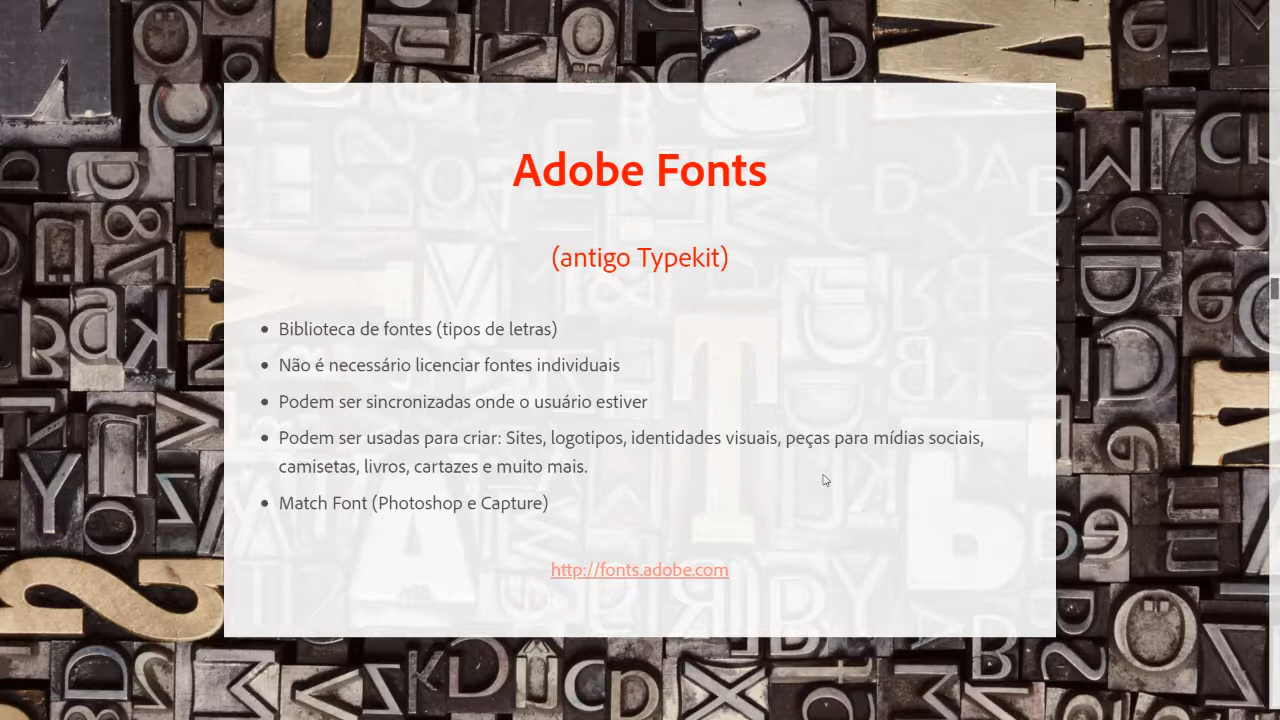 Adobe Fonts
(antigo Typekit)
• Biblioteca de fontes (tipos de letras)
• Não é necessário licenciar fontes individuais
• Podem ser sincronizadas onde o usuário estiver
• Podem ser usadas para criar: Sites, logotipos, identidades visuais, peças para mídias sociais,
camisetas, livros, cartazes e muito mais.
• Match Font (Photoshop e Capture)
http://fonts.adobe.com